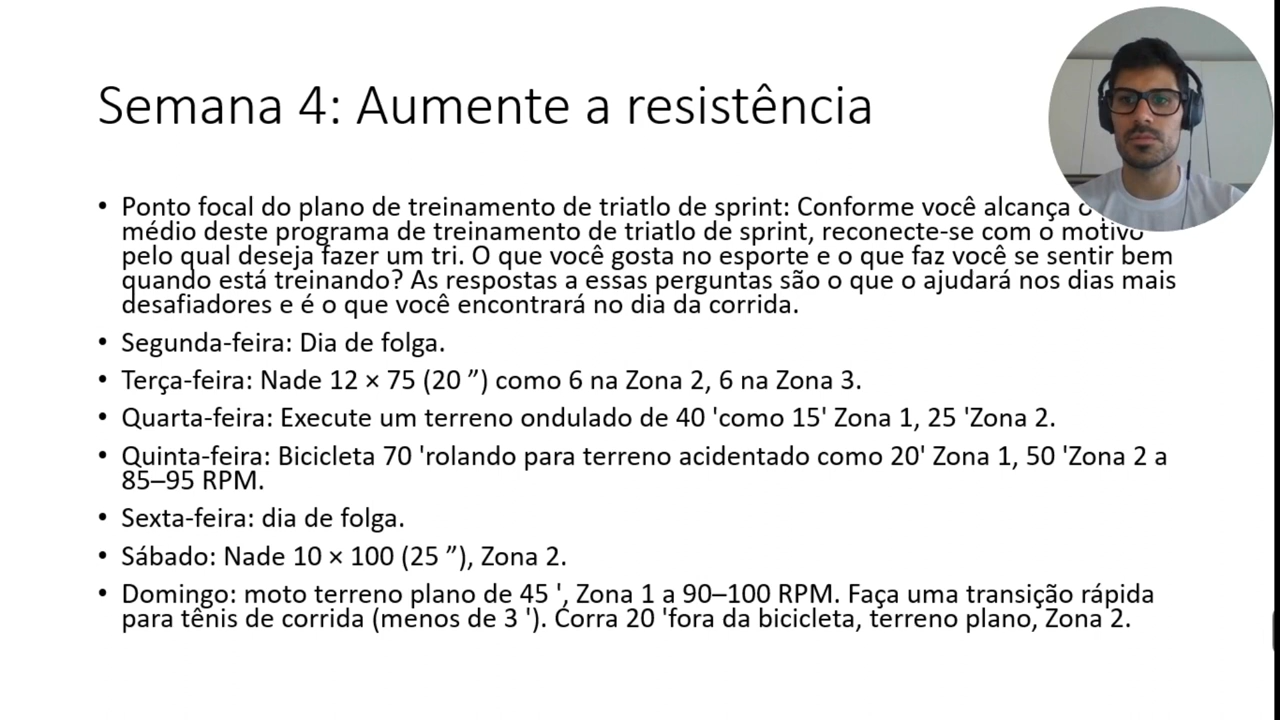 Semana 4: Aumente a resistência
• Ponto focal do plano de treinamento de triatlo de sprint: Conforme você alcança o
médio deste programa de treinamento de triatlo de sprint, reconecte-se com o motivo
pelo qual deseja fazer um tri. O que você gosta no esporte e o que faz você se sentir bem
quando está treinando? As respostas a essas perguntas são o que o ajudará nos dias mais
desafiadores e é o que você encontrará no dia da corrida.
• Segunda-feira: Dia de folga.
• Terça-feira: Nade 12 × 75 (20 ”) como 6 na Zona 2, 6 na Zona 3.
• Quarta-feira: Execute um terreno ondulado de 40 'como 15' Zona 1, 25 'Zona 2.
• Quinta-feira: Bicicleta 70 'rolando para terreno acidentado como 20' Zona 1, 50 'Zona 2 a
85–95 RPM.
• Sexta-feira: dia de folga.
• Sábado: Nade 10 × 100 (25 ”), Zona 2.
• Domingo: moto terreno plano de 45 ', Zona 1 a 90–100 RPM. Faça uma transição rápida
para tênis de corrida (menos de 3 '). Corra 20 'fora da bicicleta, terreno plano, Zona 2.